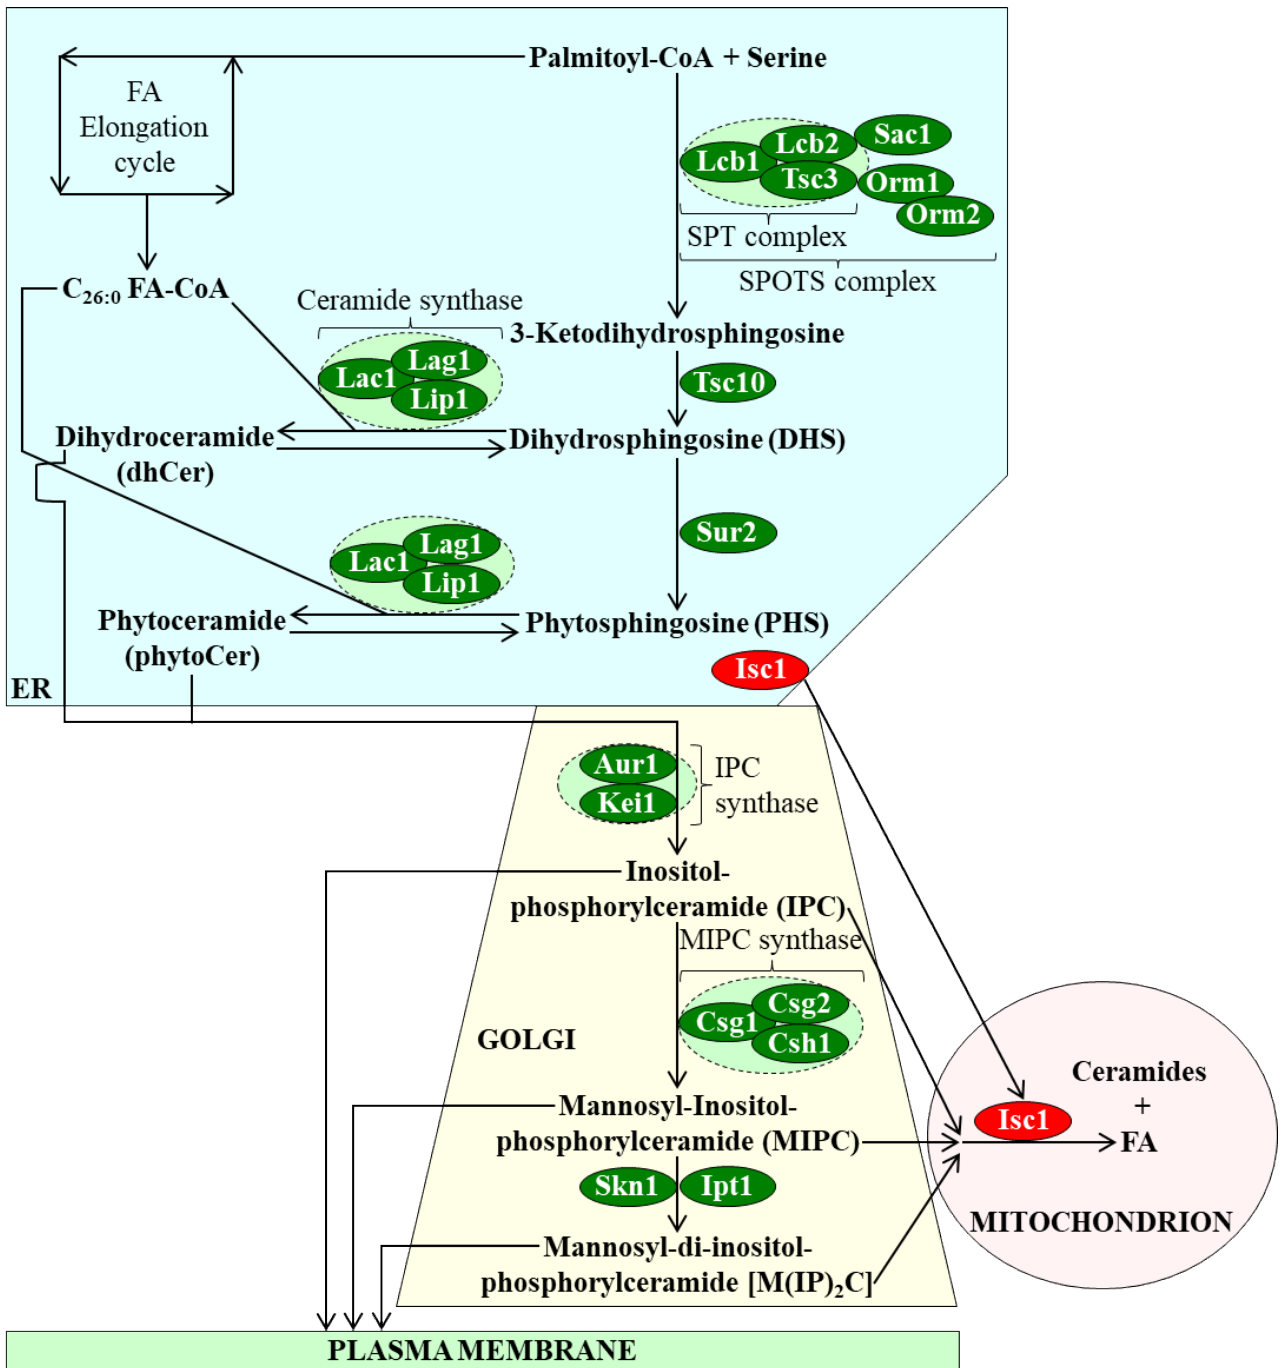 Palmitoyl-CoA + Serine
FA
Elongation
cycle
Sac1
Lcb2
Lcb1
Tsc3
Orm1
Orm2
SPT complex
SPOTS complex
C26:0 FA-CoA
Ceramide synthase
3-Ketodihydrosphingosine
Lag1
Lac1
Lip1
Tsc10
Dihydroceramide
(dhCer)
Dihydrosphingosine (DHS)
Sur2
Lag1
Lac1
Lip1
Phytoceramide
(phytoCer)
Phytosphingosine (PHS)
Isc1
ER
Aur1
Kei1
IPC
synthase
Inositol-
phosphorylceramide (IPC)
MIPC synthase
Csg2
Csg1
Csh1
GOLGI
Mannosyl-Inositol-
phosphorylceramide (MIPC)
Skn1
Ipt1
Mannosyl-di-inositol-
phosphorylceramide [M(IP)2C]
Ceramides
+
FA
Isc1
MITOCHONDRION
PLASMA MEMBRANE